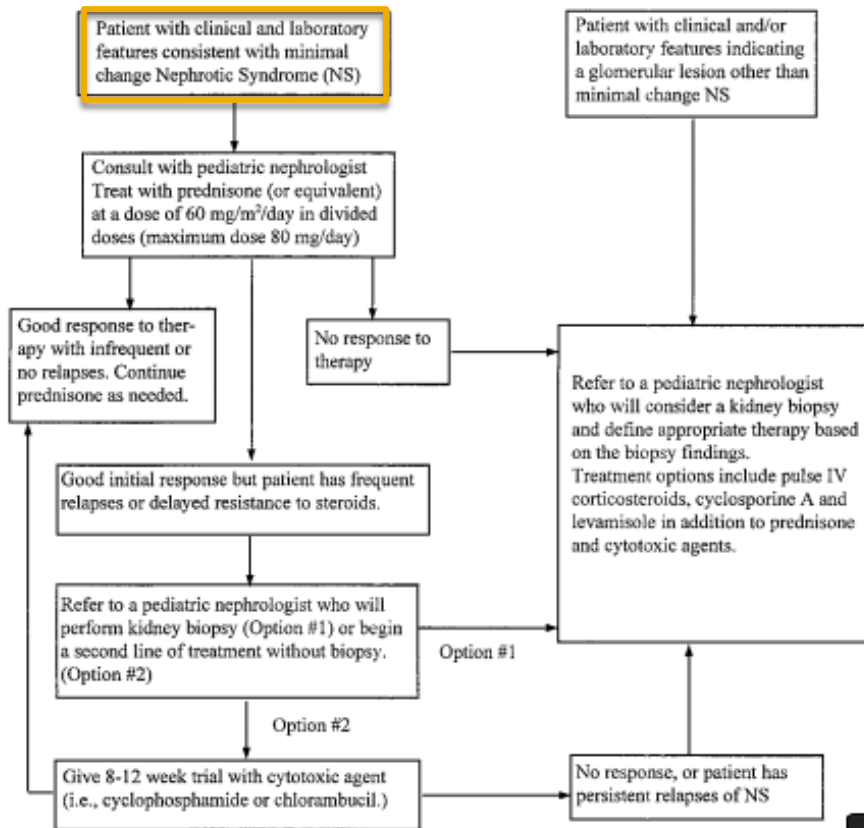 Patient with clinical and laboratory
features consistent with minimal
change Nephrotic Syndrome (NS)
Patient with clinical and/or
laboratory features indicating
a glomerular lesion other than
minimal change NS
Consult with pediatric nephrologist
Treat with prednisone (or equivalent)
at a dose of 60 mg/m²/day in divided
doses (maximum dose 80 mg/day)
Good response to ther-
apy with infrequent or
no relapses. Continue
prednisone as needed.
No response to
therapy
Refer to a pediatric nephrologist
who will consider a kidney biopsy
and define appropriate therapy based
on the biopsy findings.
Treatment options include pulse IV
corticosteroids, cyclosporine A and
levamisole in addition to prednisone
and cytotoxic agents.
Good initial response but patient has frequent
relapses or delayed resistance to steroids.
Refer to a pediatric nephrologist who will
perform kidney biopsy (Option #1) or begin
a second line of treatment without biopsy.
(Option #2)
Option #1
Option #2
Give 8-12 week trial with cytotoxic agent
(i.e., cyclophosphamide or chlorambucil.)
No response, or patient has
persistent relapses of NS